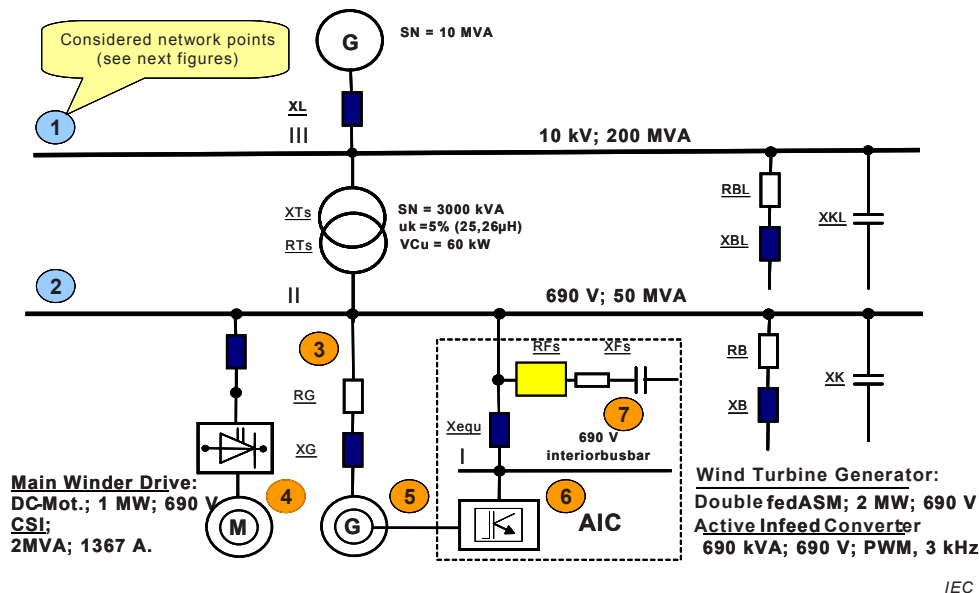 Considered network points
(see next figures)
G
SN = 10 MVA
XL
1
III
10 kV; 200 MVA
XTs
RTs
SN = 3000 kVA
uk =5% (25,26µH)
VCu = 60 kW
RBL
XBL
XKL
2
II
690 V; 50 MVA
3
RG
XG
RFs
XFs
7
Xequ
I
690 V
interiorbusbar
RB
XB
XK
Main Winder Drive:
DC-Mot.; 1 MW; 690 V
CSI;
2MVA; 1367 A.
4
M
G
5
6
AIC
Wind Turbine Generator:
Double fedASM; 2 MW; 690 V
Active Infeed Converter
690 kVA; 690 V; PWM, 3 kHz
IEC